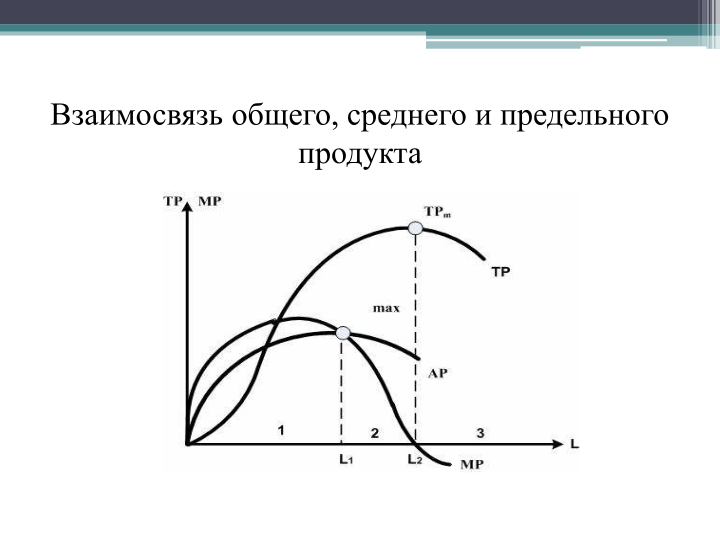 Взаимосвязь общего, среднего и предельного
продукта
TP MP
TPm
TP
max
AP
1 2 3
L
L1 L2
MP